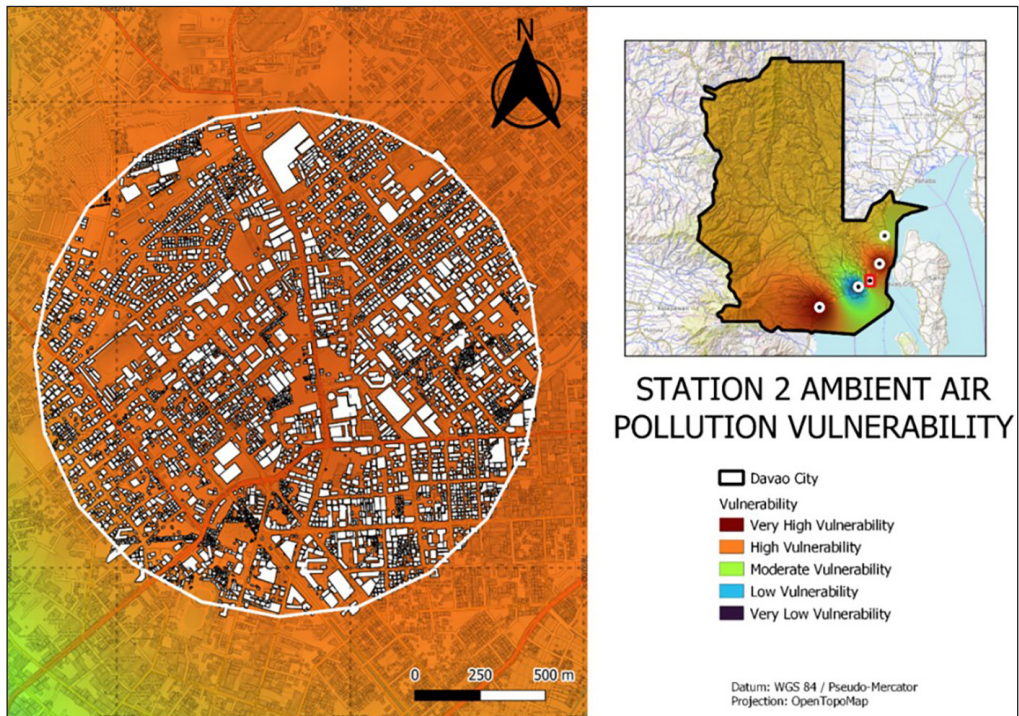 N
STATION 2 AMBIENT AIR
POLLUTION VULNERABILITY
Davao City
Vulnerability
Very High Vulnerability
High Vulnerability
Moderate Vulnerability
Low Vulnerability
Very Low Vulnerability
0 250 500 m
Datum: WGS 84 / Pseudo-Mercator
Projection: OpenTopoMap